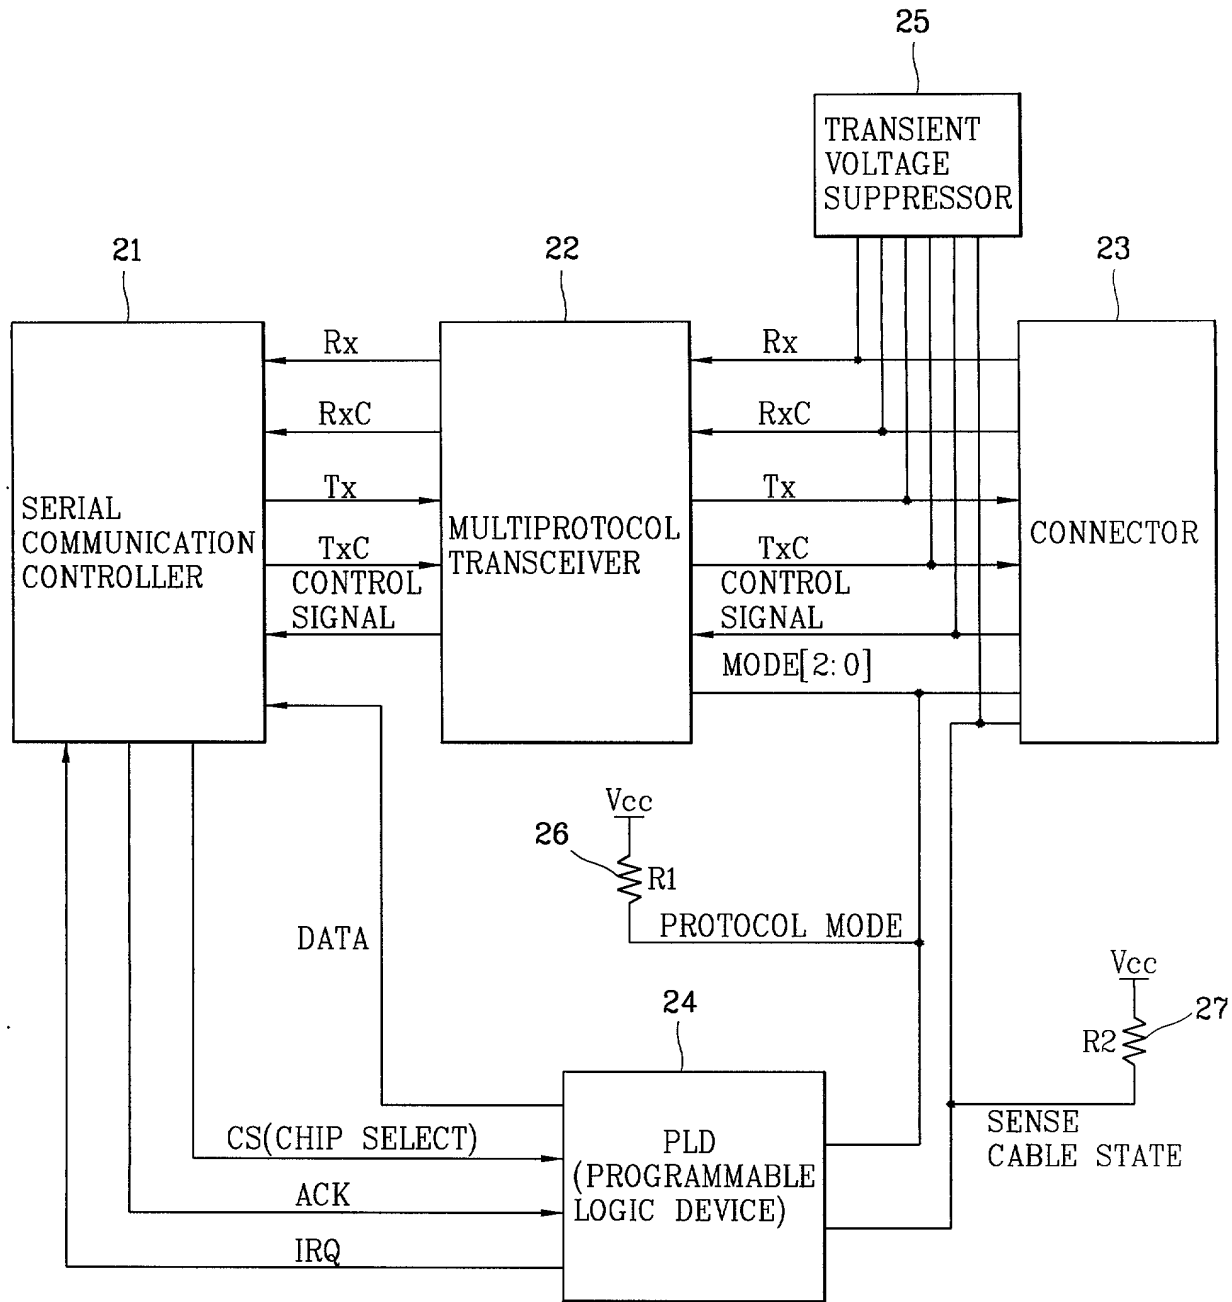 25
TRANSIENT
VOLTAGE
SUPPRESSOR
21
22
23
Rx
Rx
RxC
RxC
Tx
Tx
SERIAL
COMMUNICATION
CONTROLLER
MULTIPROTOCOL
TRANSCEIVER
CONNECTOR
TxC
TxC
CONTROL
SIGNAL
CONTROL
SIGNAL
MODE[2:0]
Vcc
26
R1
PROTOCOL MODE
DATA
Vcc
27
R2
24
SENSE
CABLE STATE
PLD
(PROGRAMMABLE
LOGIC DEVICE)
CS(CHIP SELECT)
ACK
IRQ